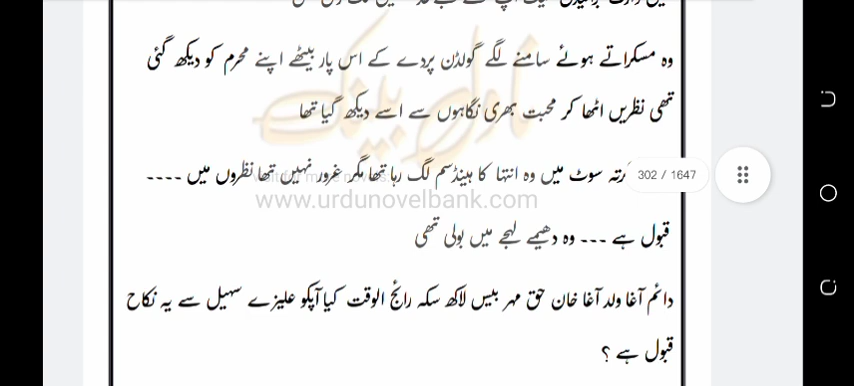 وہ مسکراتے ہوئے سامنے لگے گولڈن پردے کے اس پار بیٹھے اپنے محرم کو دیکھ گئی
تھی نظریں اٹھا کر محبت بھری نگاہوں سے اسے دیکھ گیا تھا
سوٹ میں وہ انتہا کا ہینڈسم لگ رہا تھا مگر غرور نہیں تھا نظروں میں ----
302 / 1647
www.urdunovelbank.com
قبول ہے --- وہ دھیمے لہجے میں بولی تھی
دائم آغا ولد آغا خان حق مہر بیس لاکھ سکہ رائج الوقت کیا آپکو علیزے سہیل سے یہ نکاح
قبول ہے ؟